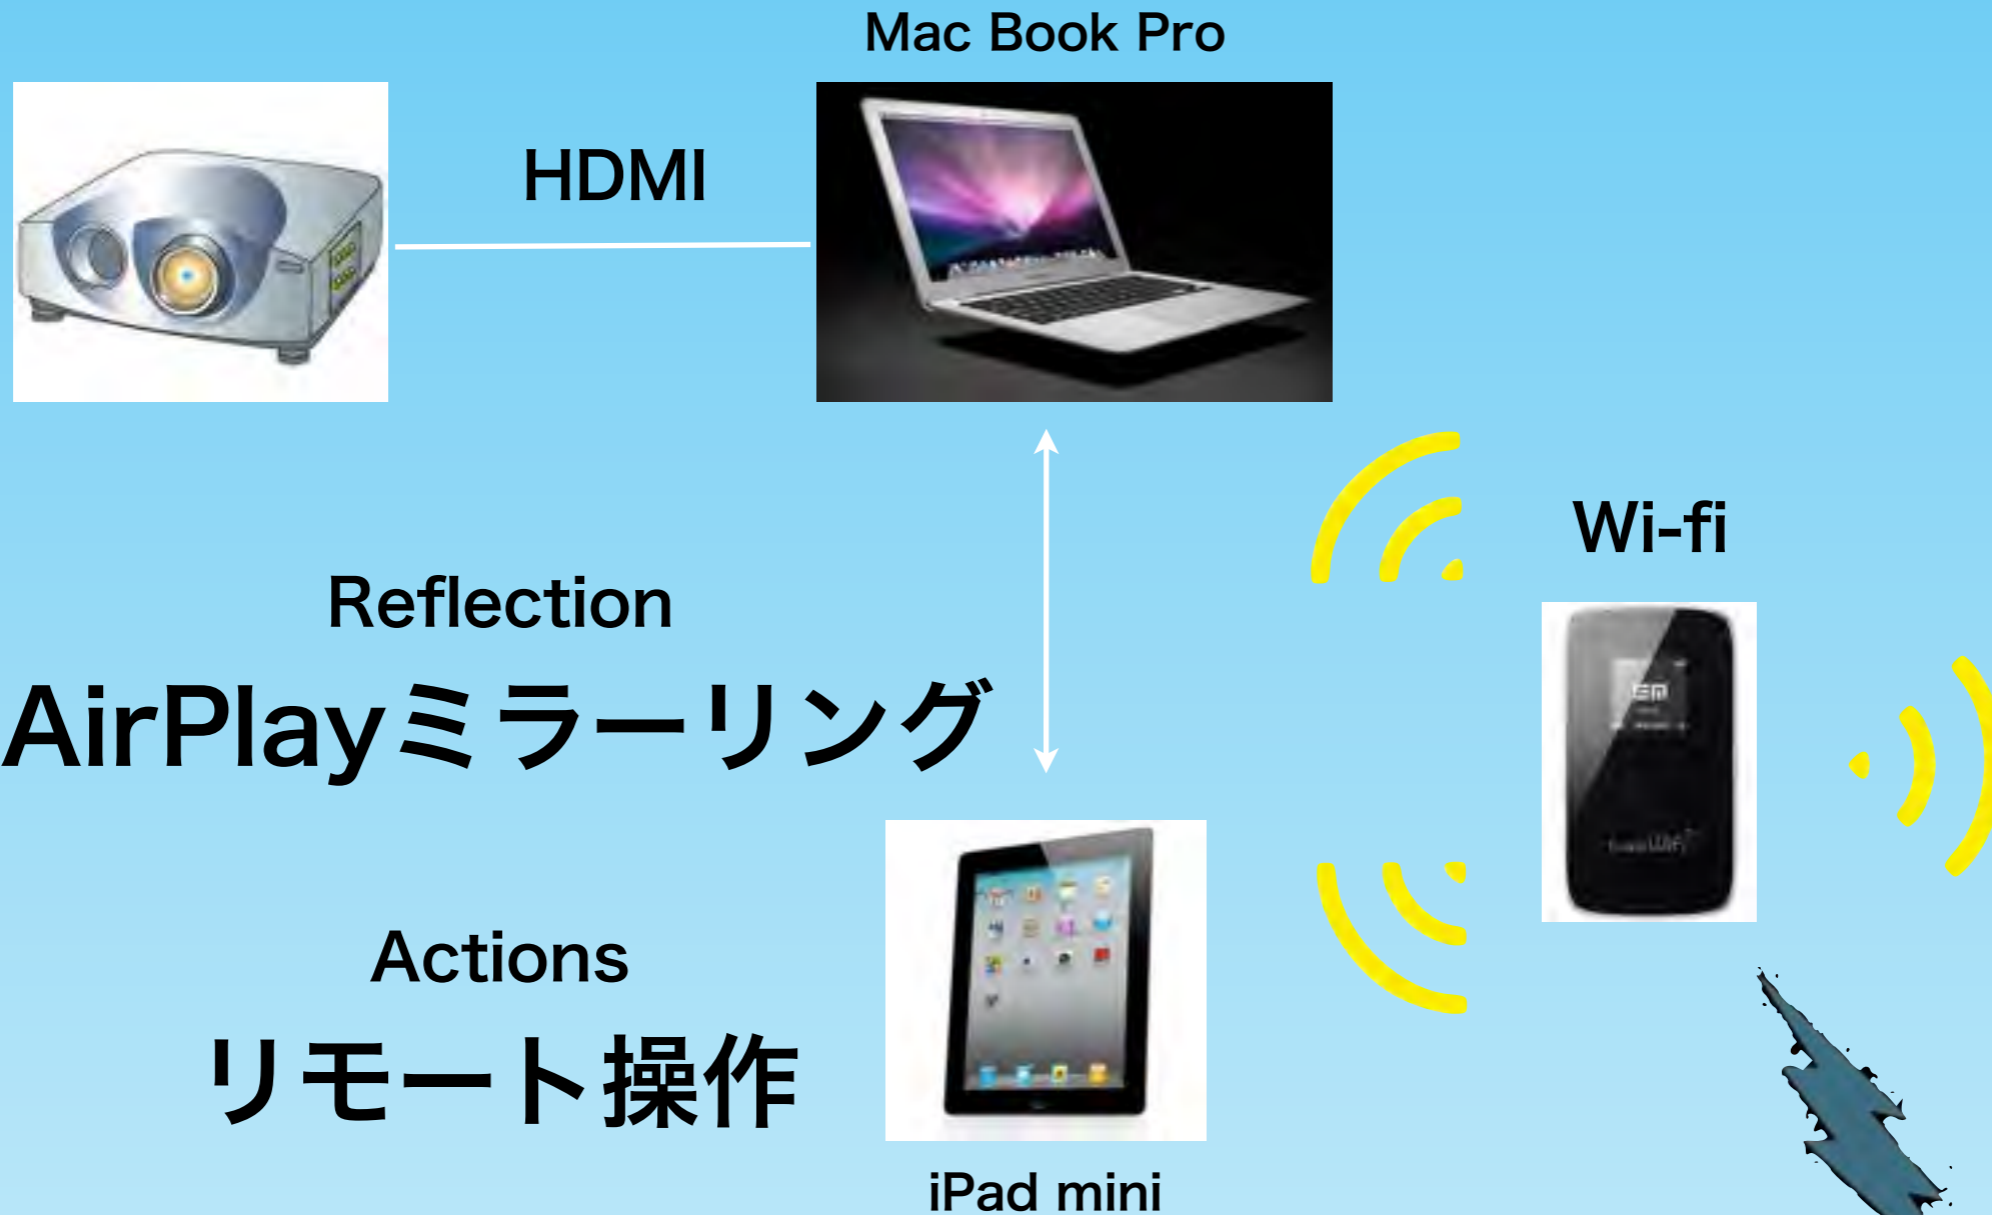 Mac Book Pro
HDMI
Wi-fi
Reflection
AirPlayミラーリング
Actions
リモート操作
iPad mini